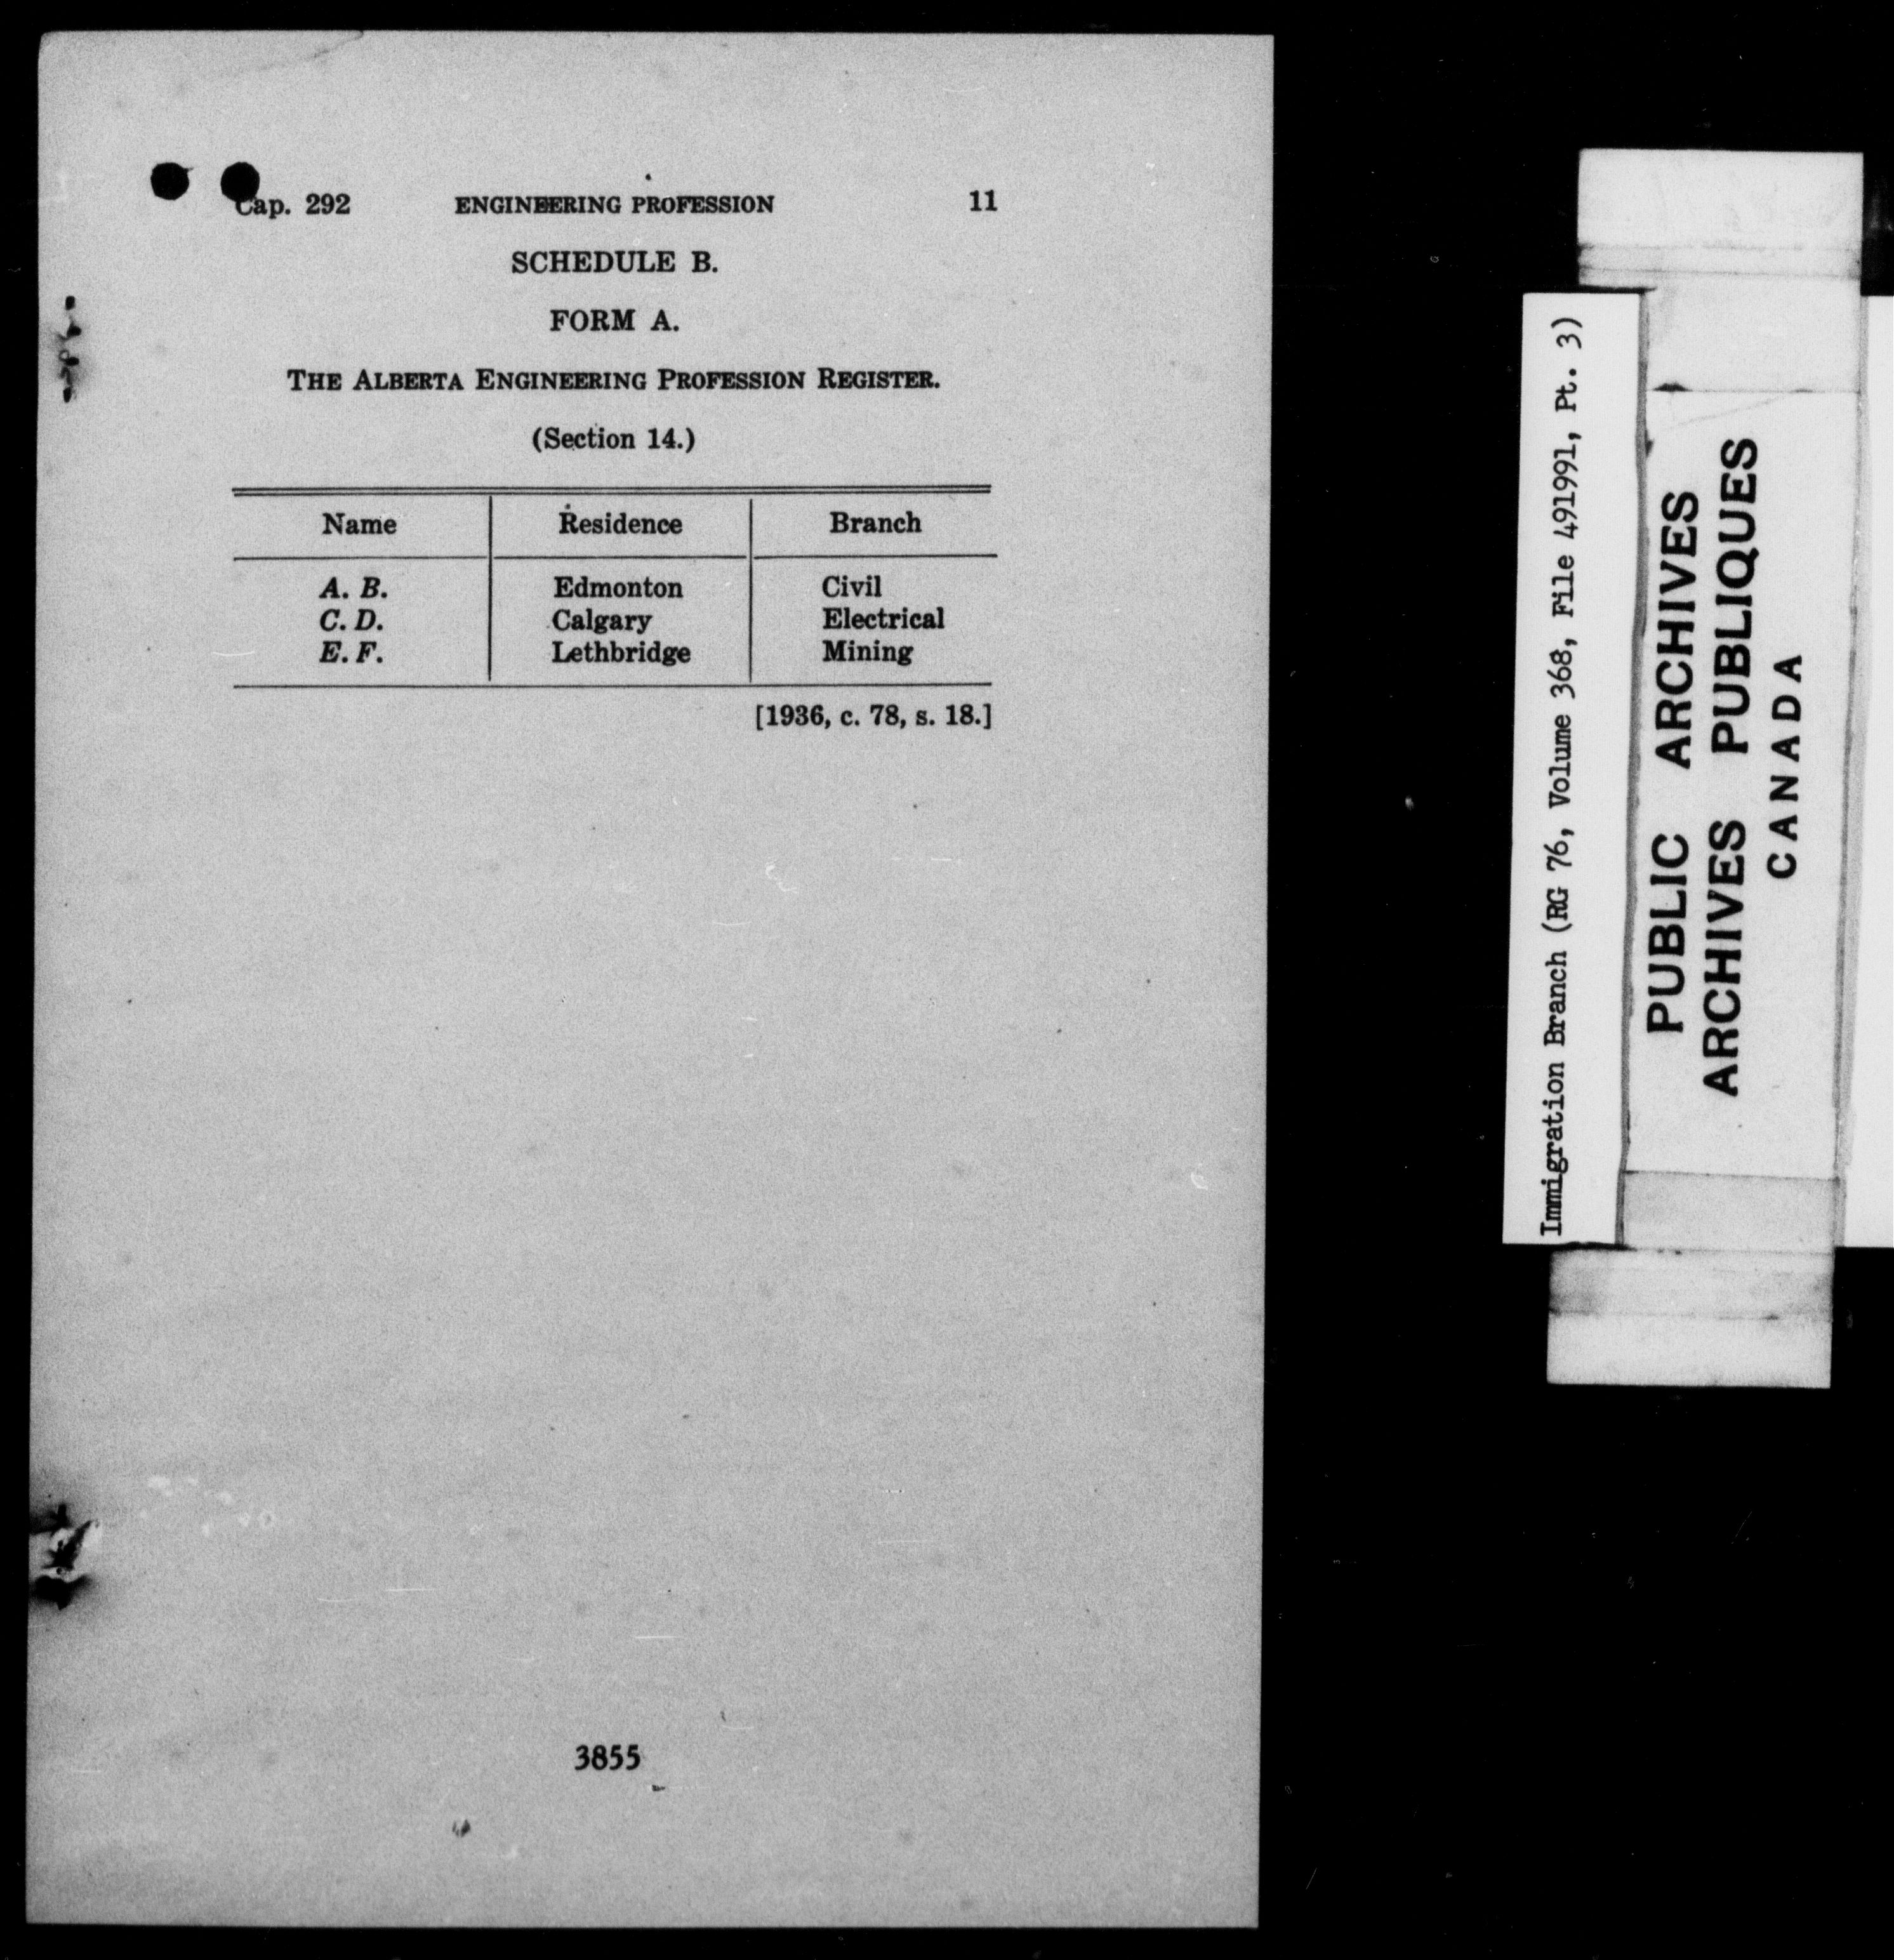 Cap. 292 ENGINEERING PROFESSION 11
SCHEDULE B.
FORM A.
THE ALBERTA ENGINEERING PROFESSION REGISTER.
(Section 14.)
Name Residence Branch
A. B. Edmonton Civil
C. D. Calgary Electrical
E. F. Lethbridge Mining
[1936, c. 78, s. 18.]
3855
Immigration Branch (RG 76, Volume 368, File 491991, Pt. 3)
PUBLIC ARCHIVES
ARCHIVES PUBLIQUES
CANADA